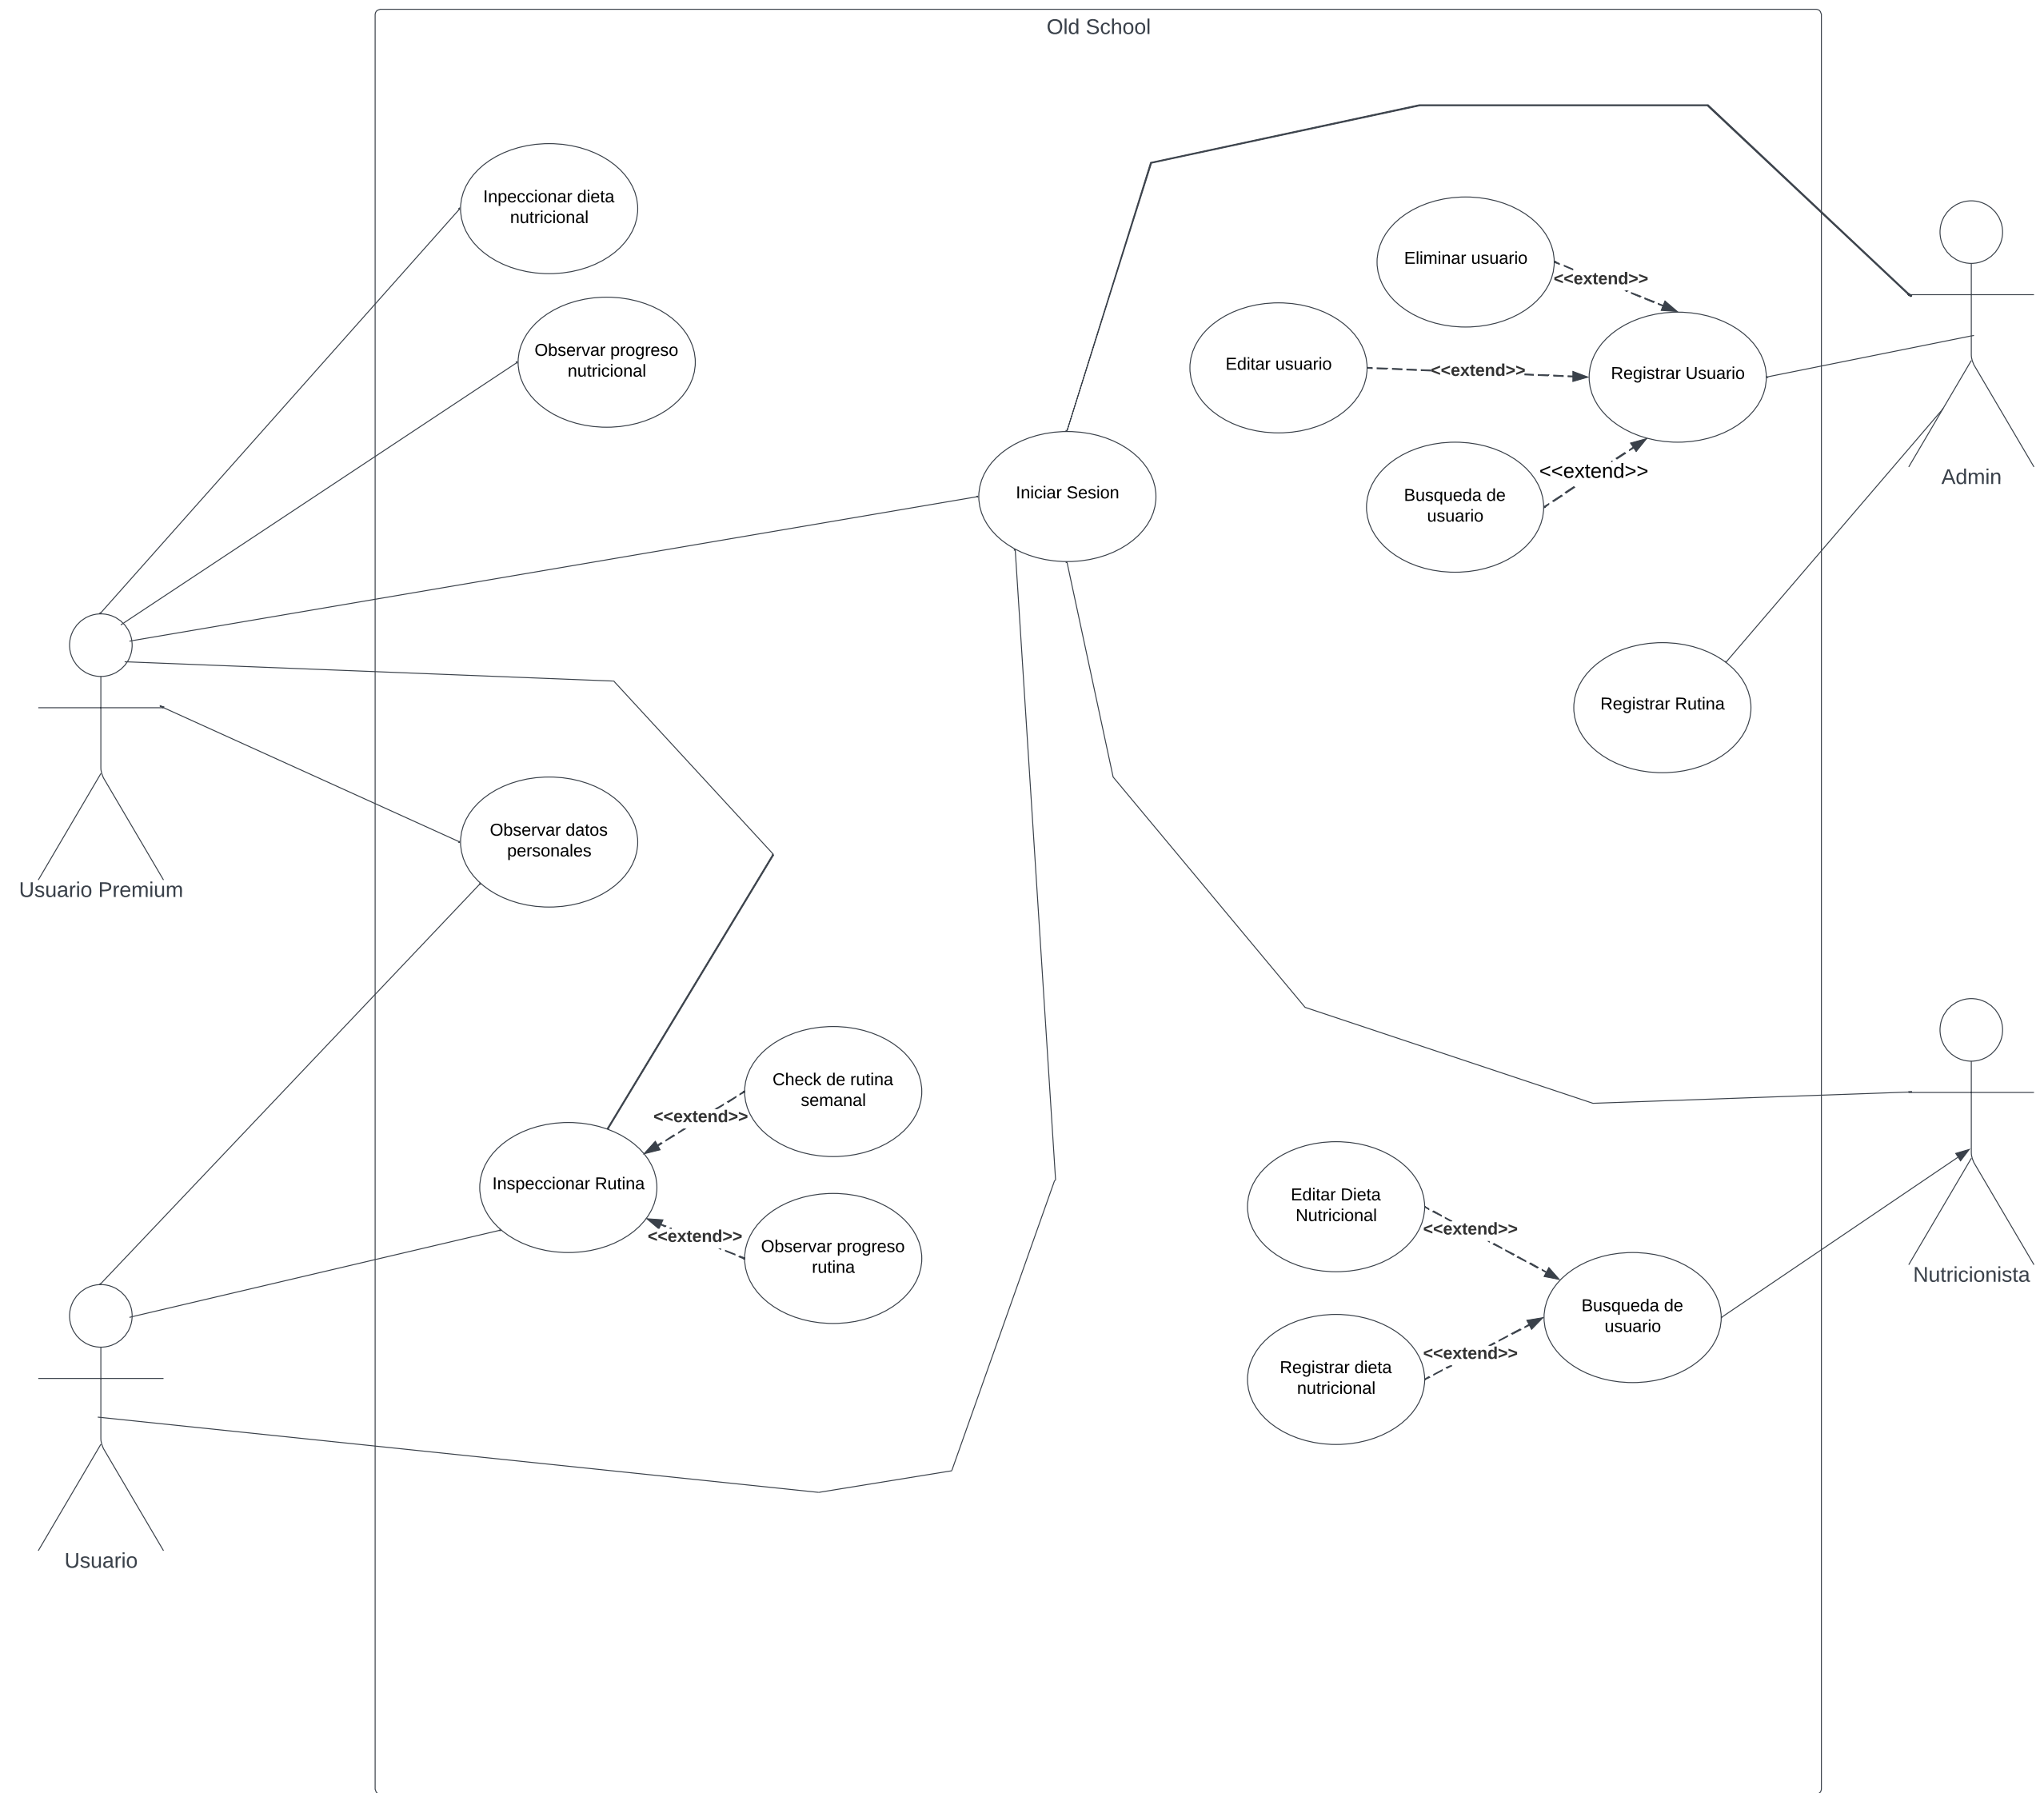 Old School
Inpeccionar dieta
nutricional
Eliminar usuario
<<extend>>
Observar progreso
nutricional
Editar usuario
<<extend>>
Registrar Usuario
<<extend>>
Iniciar Sesion
Busqueda de
usuario
Admin
Registrar Rutina
Observar datos
personales
Usuario Premium
Check de rutina
semanal
<<extend>>
Inspeccionar Rutina
<<extend>>
Observar progreso
rutina
Editar Dieta
Nutricional
<<extend>>
Nutricionista
Busqueda de
usuario
<<extend>>
Registrar dieta
nutricional
Usuario